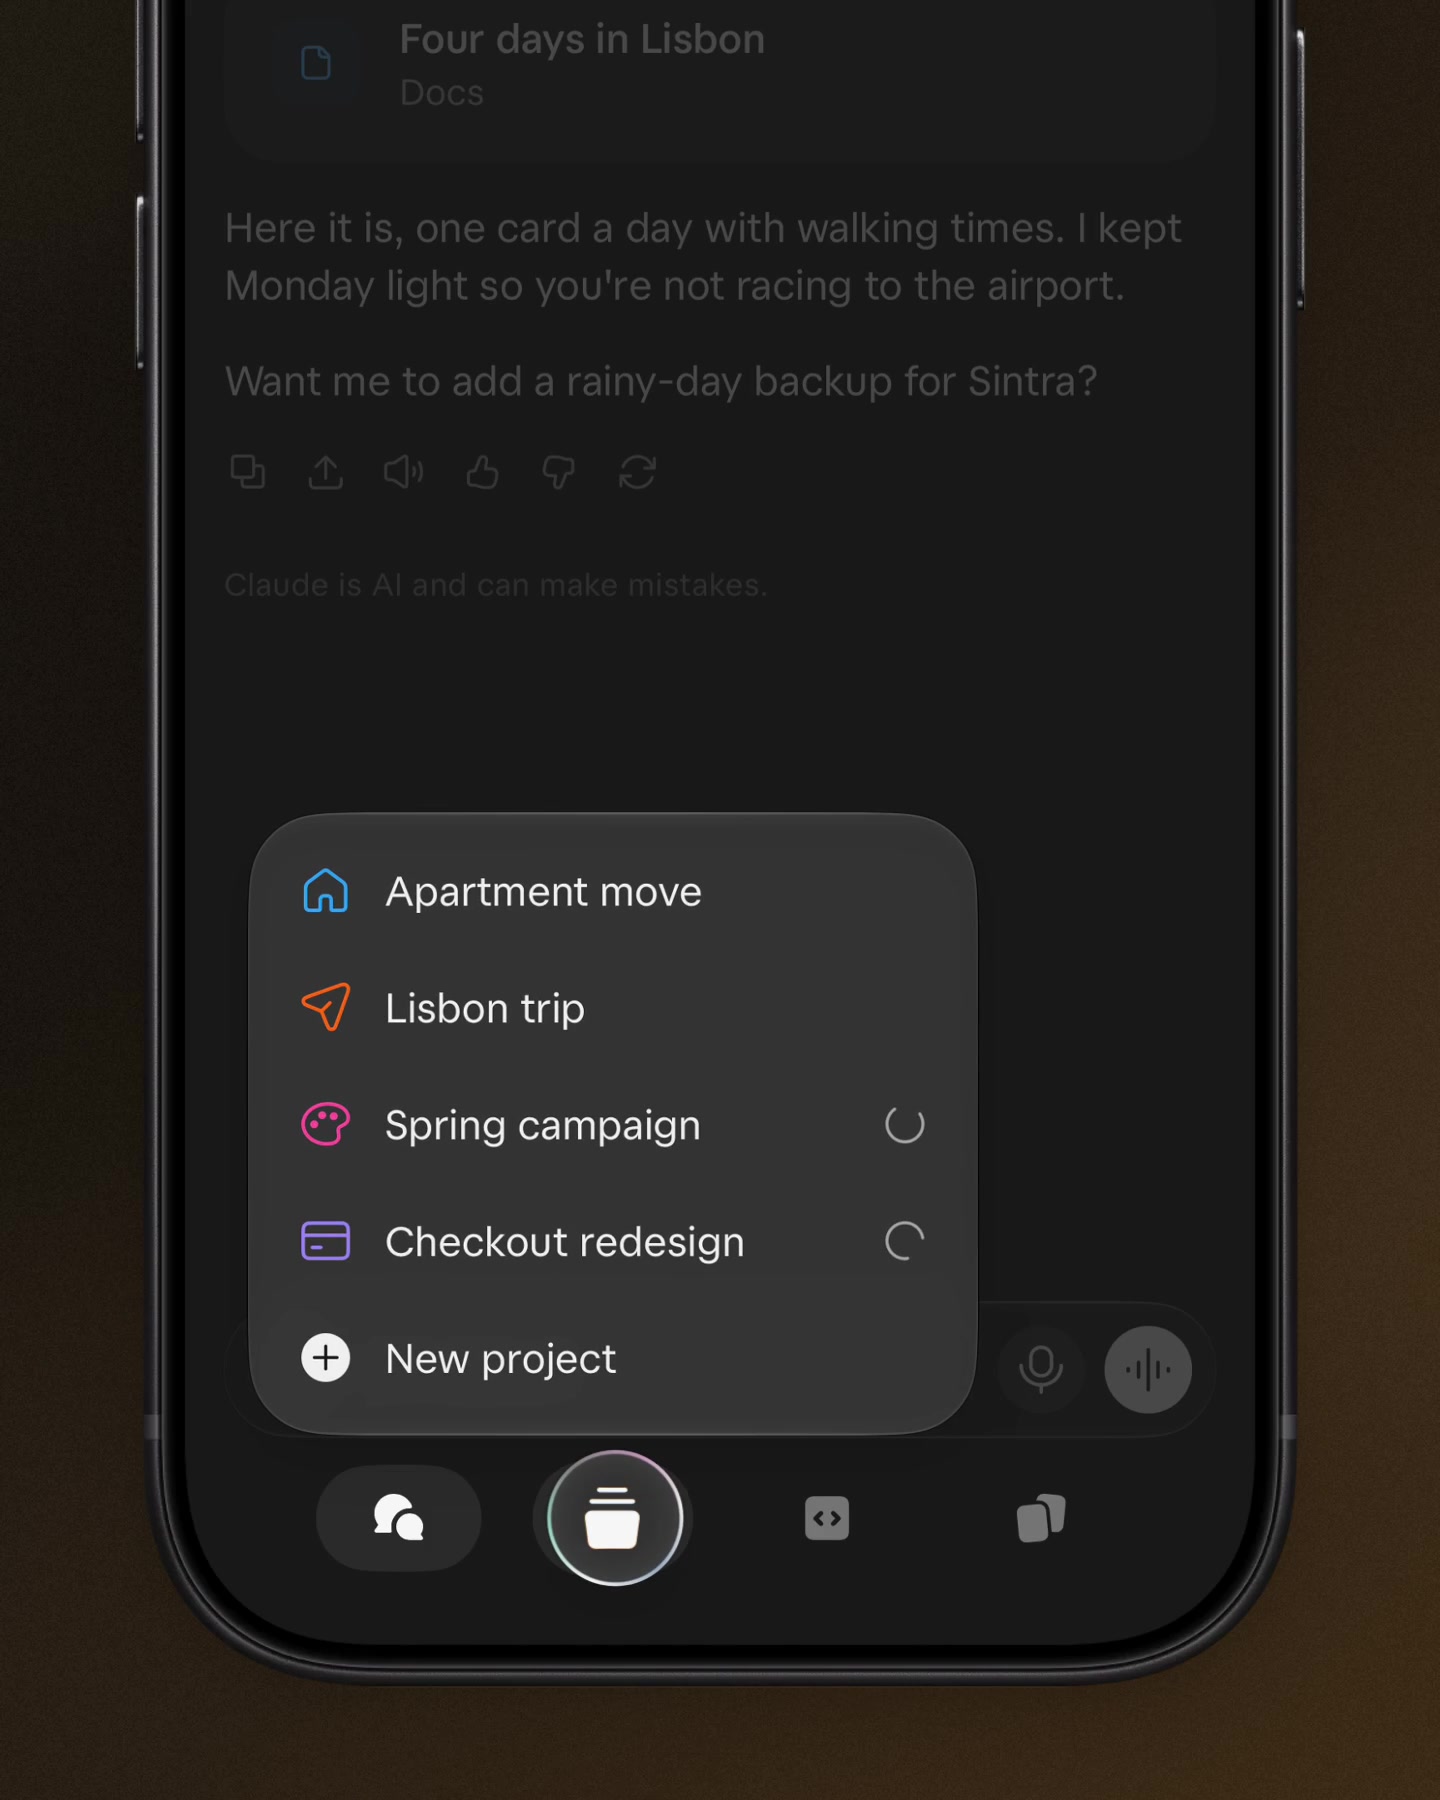 Four days in Lisbon
Docs
Here it is, one card a day with walking times. I kept
Monday light so you're not racing to the airport.
Want me to add a rainy-day backup for Sintra?
Claude is AI and can make mistakes.
Apartment move
Lisbon trip
Spring campaign
Checkout redesign
New project